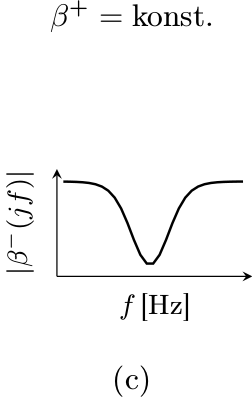 β⁺ = konst.
|β⁻(jf)|
f [Hz]
(c)